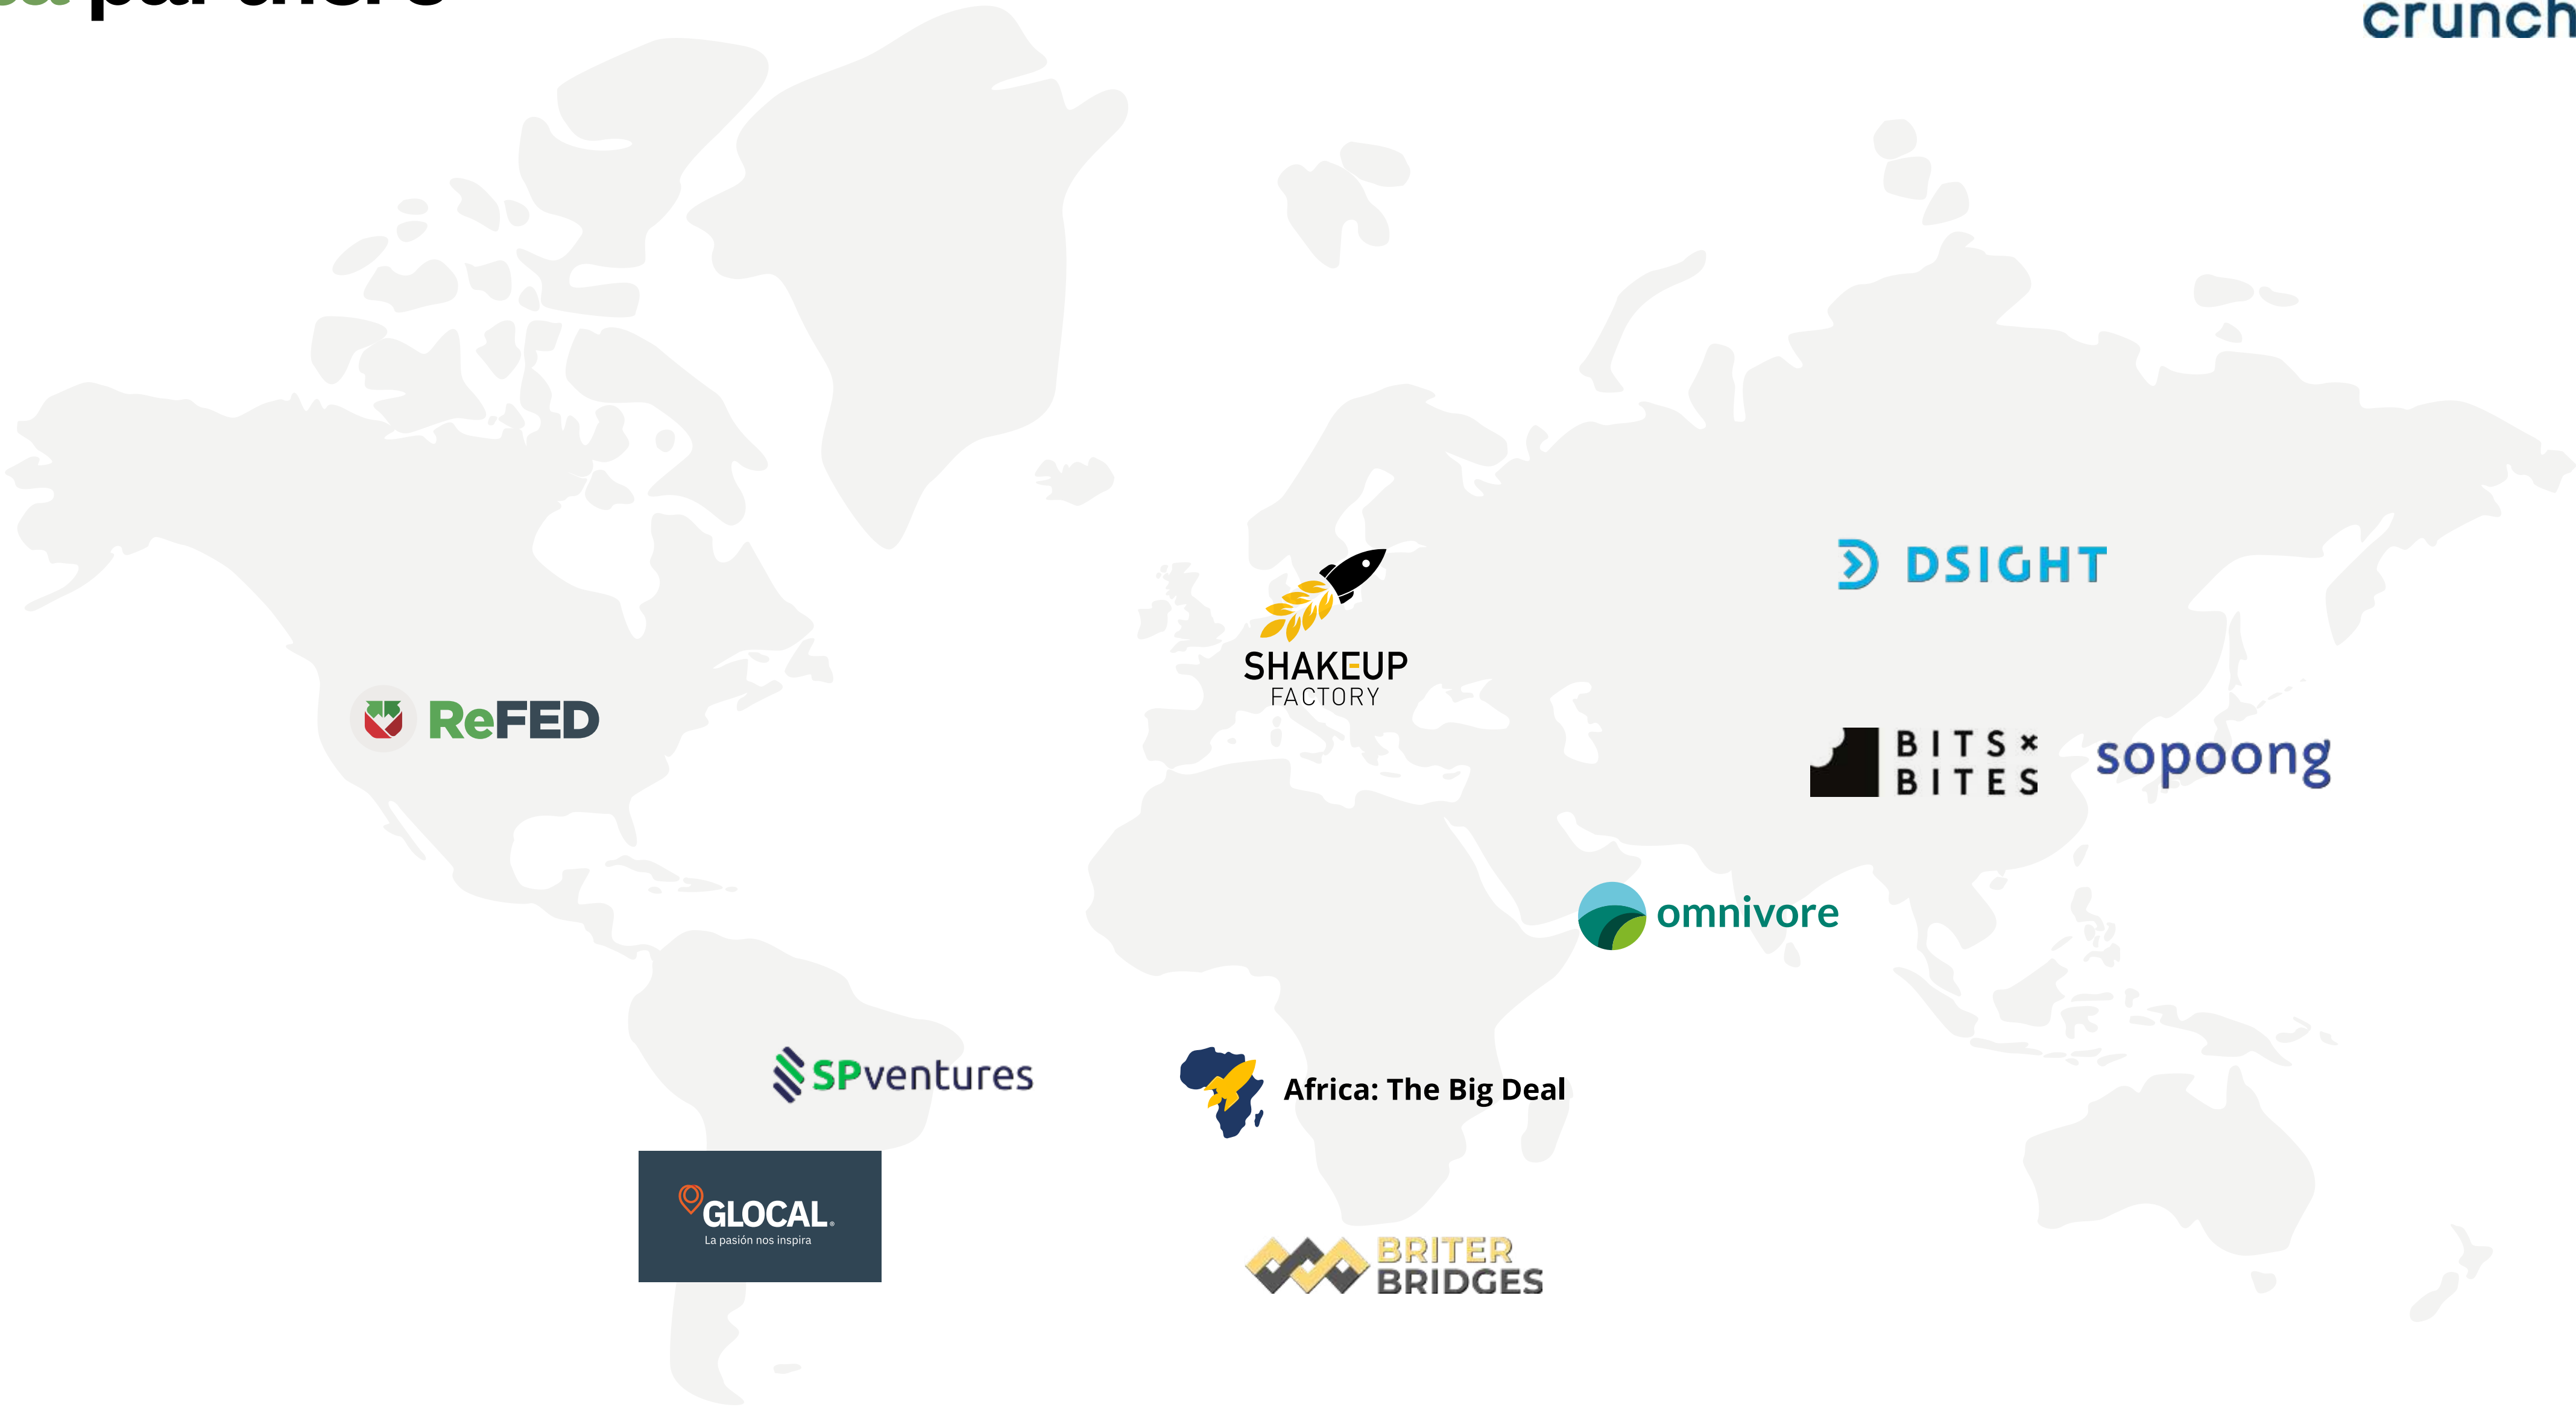 partners
crunch
DSIGHT
SHAKEUP
FACTORY
ReFED
BITS×
BITES
sopoong
omnivore
SPventures
Africa: The Big Deal
GLOCAL®
La pasión nos inspira
BRITER
BRIDGES